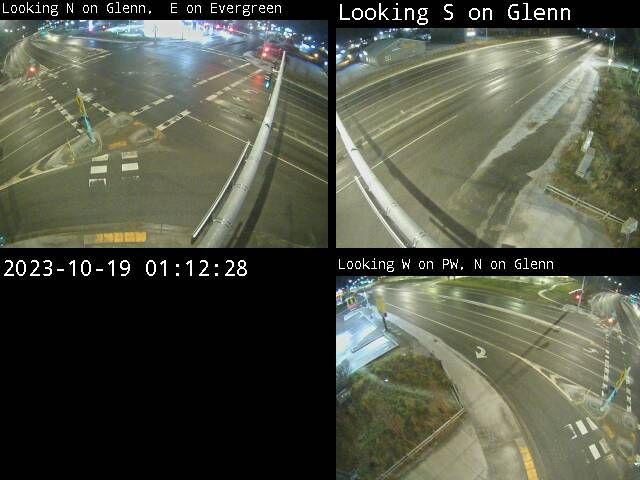 Looking N on Glenn,  E on Evergreen
Looking S on Glenn
2023-10-19 01:12:28
Looking W on PW, N on Glenn